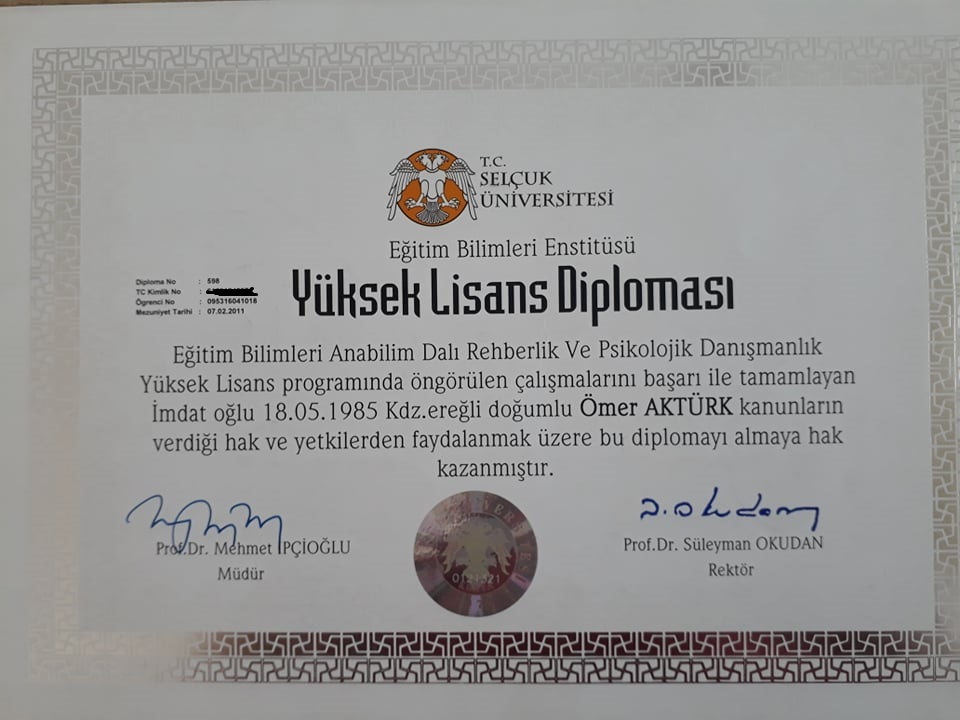 T.C.
SELÇUK
ÜNİVERSİTESİ
Eğitim Bilimleri Enstitüsü
Yüksek Lisans Diploması
Diploma No : 598
TC Kimlik No :
Öğrenci No : 095316041018
Mezuniyet Tarihi : 07.02.2011
Eğitim Bilimleri Anabilim Dalı Rehberlik Ve Psikolojik Danışmanlık
Yüksek Lisans programında öngörülen çalışmalarını başarı ile tamamlayan
İmdat oğlu 18.05.1985 Kdz.ereğli doğumlu Ömer AKTÜRK kanunların
verdiği hak ve yetkilerden faydalanmak üzere bu diplomayı almaya hak
kazanmıştır.
Prof.Dr. Mehmet İPÇİOĞLU
Müdür
Prof.Dr. Süleyman OKUDAN
Rektör